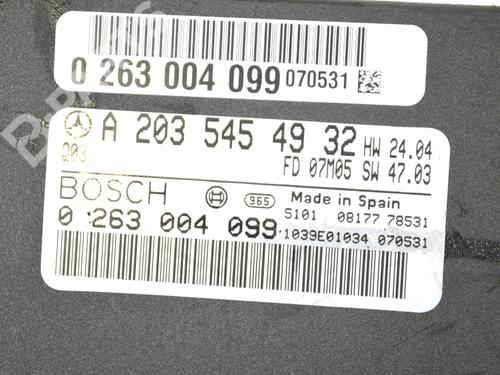 0 263 004 099 070531
A 203 545 49 32 HW 24.04
Q03 FD 07M05 SW 47.03
BOSCH 965 Made in Spain
5101 08177 78531
0 263 004 099 1039E01034 070531